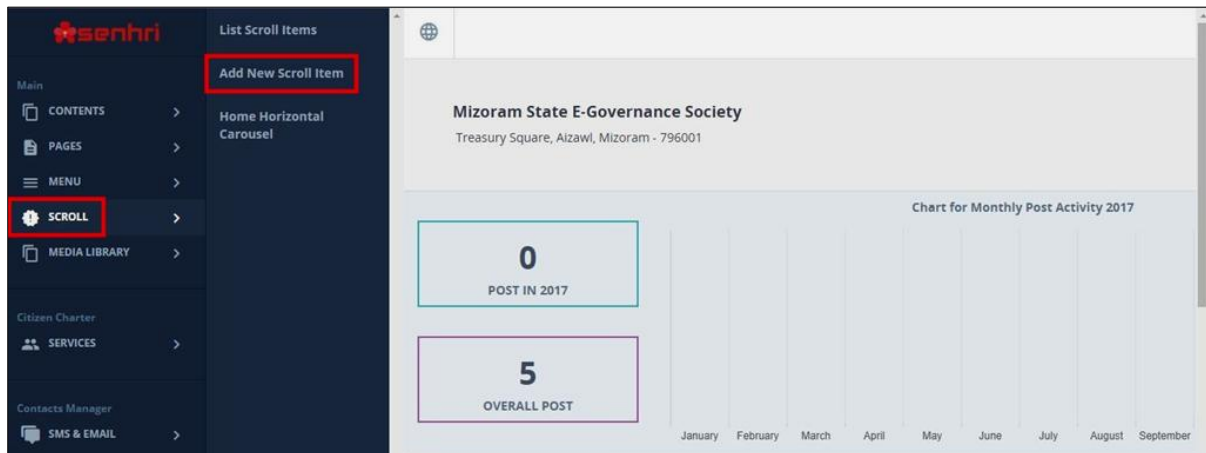 senhri
Main
CONTENTS
PAGES
MENU
SCROLL
MEDIA LIBRARY
Citizen Charter
SERVICES
Contacts Manager
SMS & EMAIL
List Scroll Items
Add New Scroll Item
Home Horizontal
Carousel
Mizoram State E-Governance Society
Treasury Square, Aizawl, Mizoram - 796001
0
POST IN 2017
5
OVERALL POST
Chart for Monthly Post Activity 2017
January February March April May June July August September